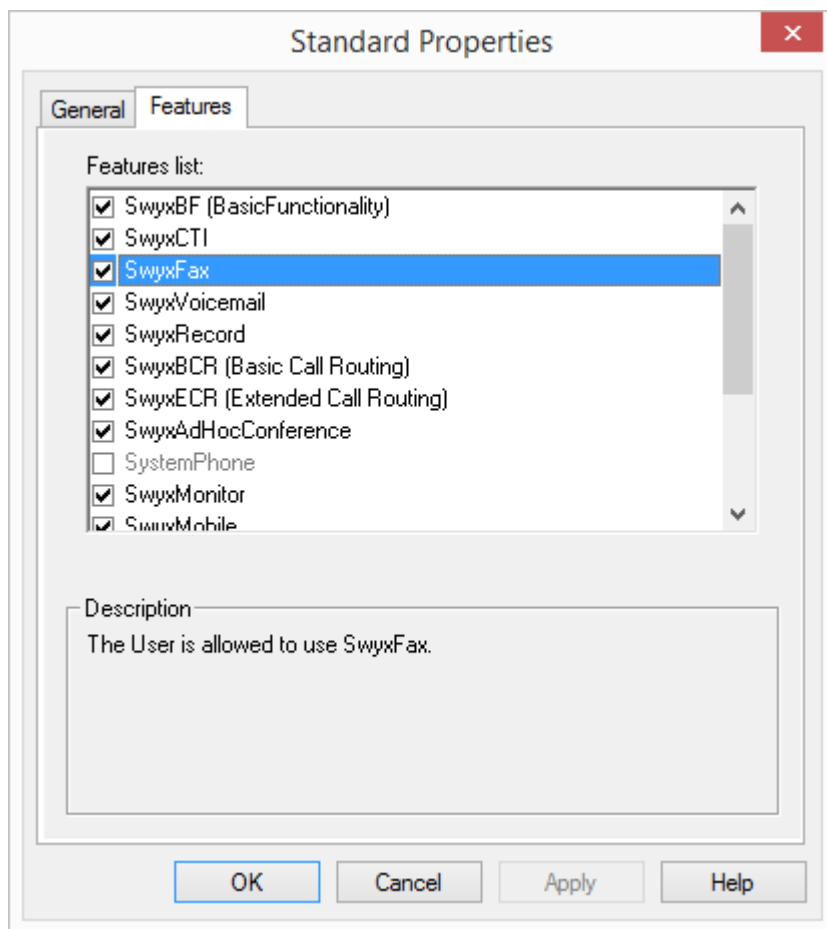 Standard Properties
General
Features
Features list:
SwyxBF (BasicFunctionality)
SwyxCTI
SwyxFax
SwyxVoicemail
SwyxRecord
SwyxBCR (Basic Call Routing)
SwyxECR (Extended Call Routing)
SwyxAdHocConference
SystemPhone
SwyxMonitor
SwyxMobile
Description
The User is allowed to use SwyxFax.
OK
Cancel
Apply
Help